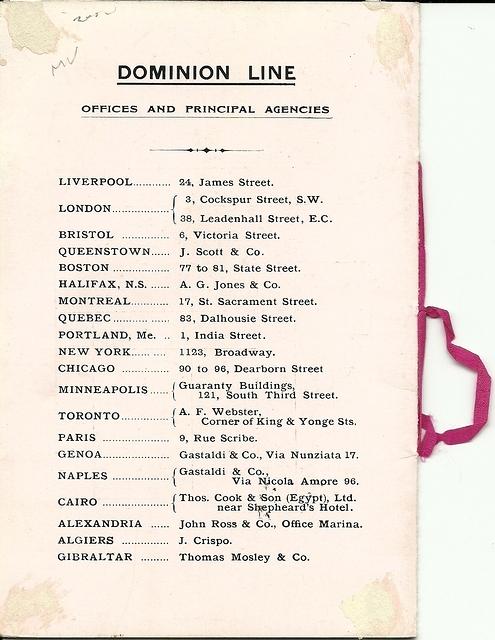 DOMINION LINE
OFFICES AND PRINCIPAL AGENCIES
LIVERPOOL............ 24, James Street.
LONDON.................. { 3, Cockspur Street, S.W.
38, Leadenhall Street, E.C.
BRISTOL .................. 6, Victoria Street.
QUEENSTOWN...... J. Scott & Co.
BOSTON .................. 77 to 81, State Street.
HALIFAX, N.S. ...... A. G. Jones & Co.
MONTREAL............ 17, St. Sacrament Street.
QUEBEC.................. 83, Dalhousie Street.
PORTLAND, Me. .. 1, India Street.
NEW YORK............ 1123, Broadway.
CHICAGO ............... 90 to 96, Dearborn Street
MINNEAPOLIS...... { Guaranty Buildings,
121, South Third Street.
TORONTO............... { A. F. Webster,
Corner of King & Yonge Sts.
PARIS ..................... 9, Rue Scribe.
GENOA..................... Gastaldi & Co., Via Nunziata 17.
NAPLES .................. { Gastaldi & Co.,
Via Nicola Amore 96.
CAIRO ..................... { Thos. Cook & Son (Egypt), Ltd.
near Shepheard's Hotel.
ALEXANDRIA ...... John Ross & Co., Office Marina.
ALGIERS .................. J. Crispo.
GIBRALTAR ......... Thomas Mosley & Co.